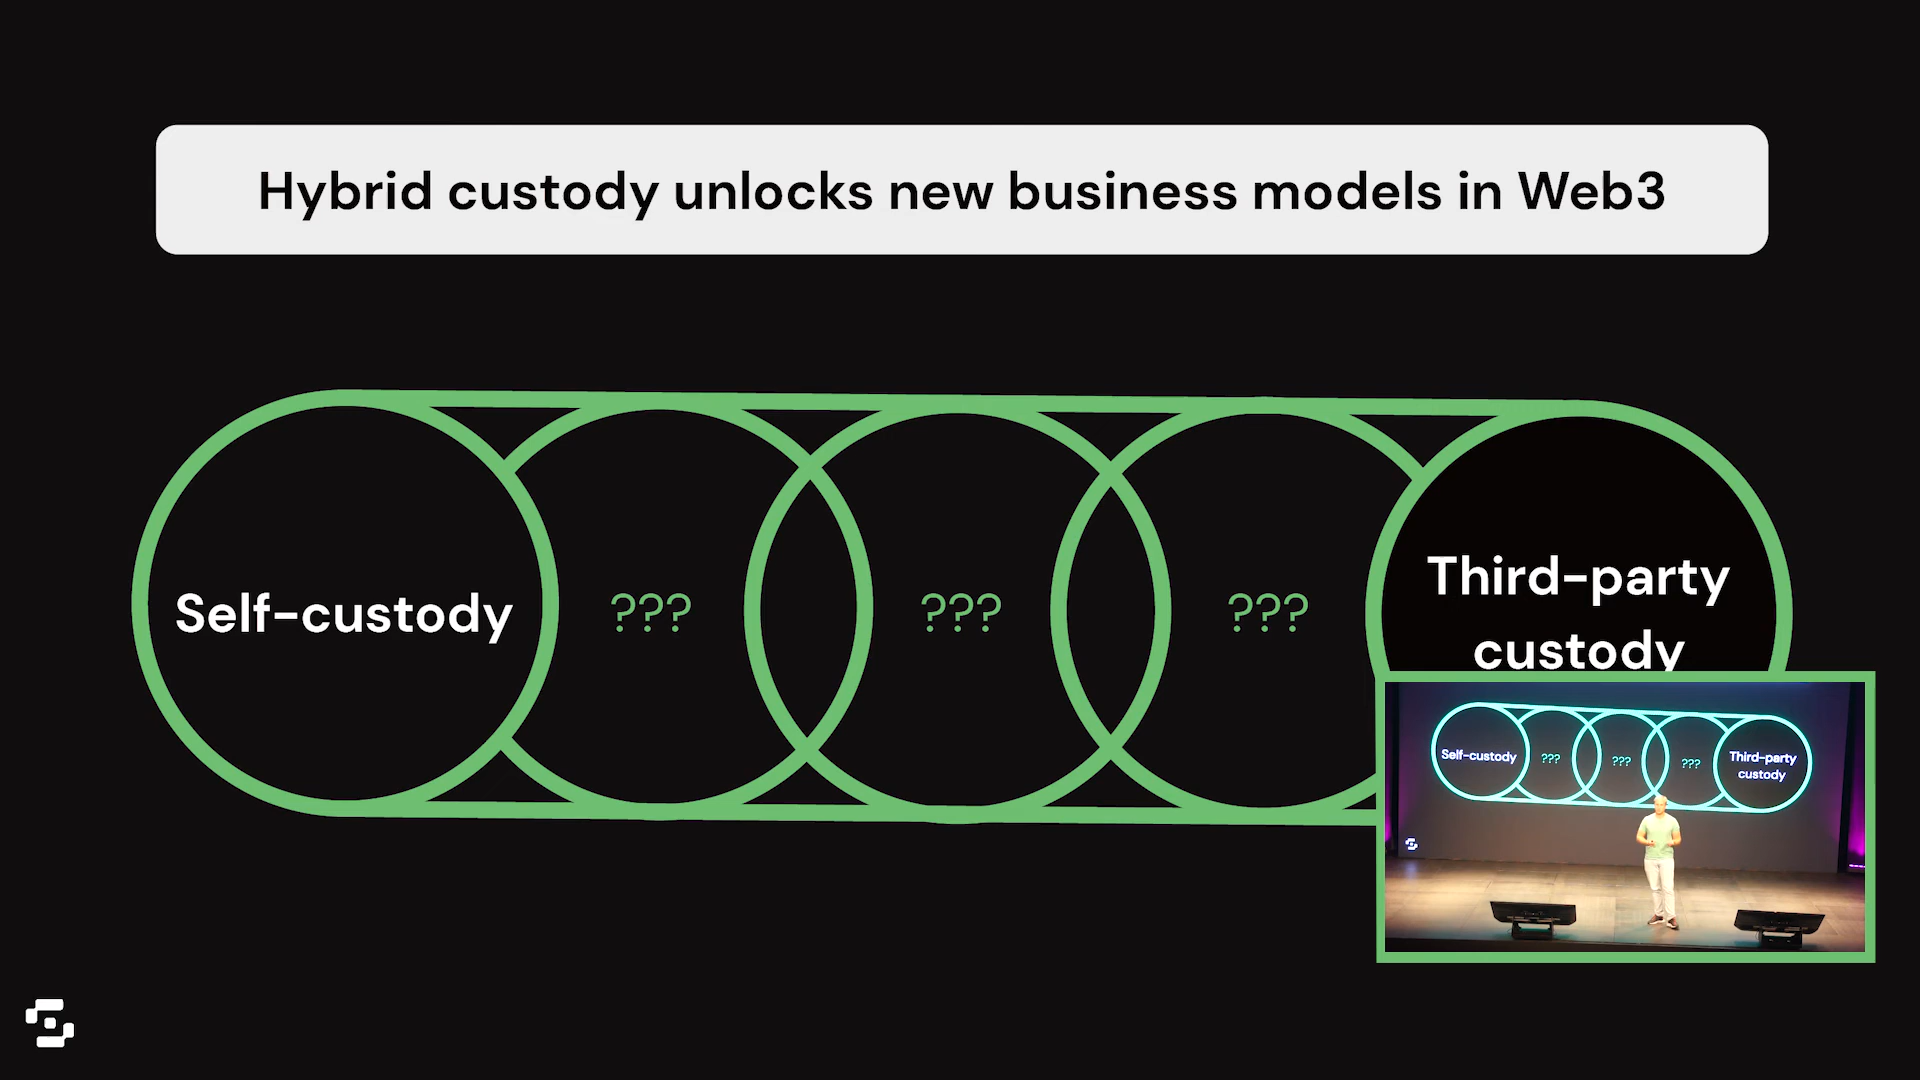 Hybrid custody unlocks new business models in Web3
Self-custody
???
???
???
Third-party
custody
Self-custody
???
???
???
Third-party
custody